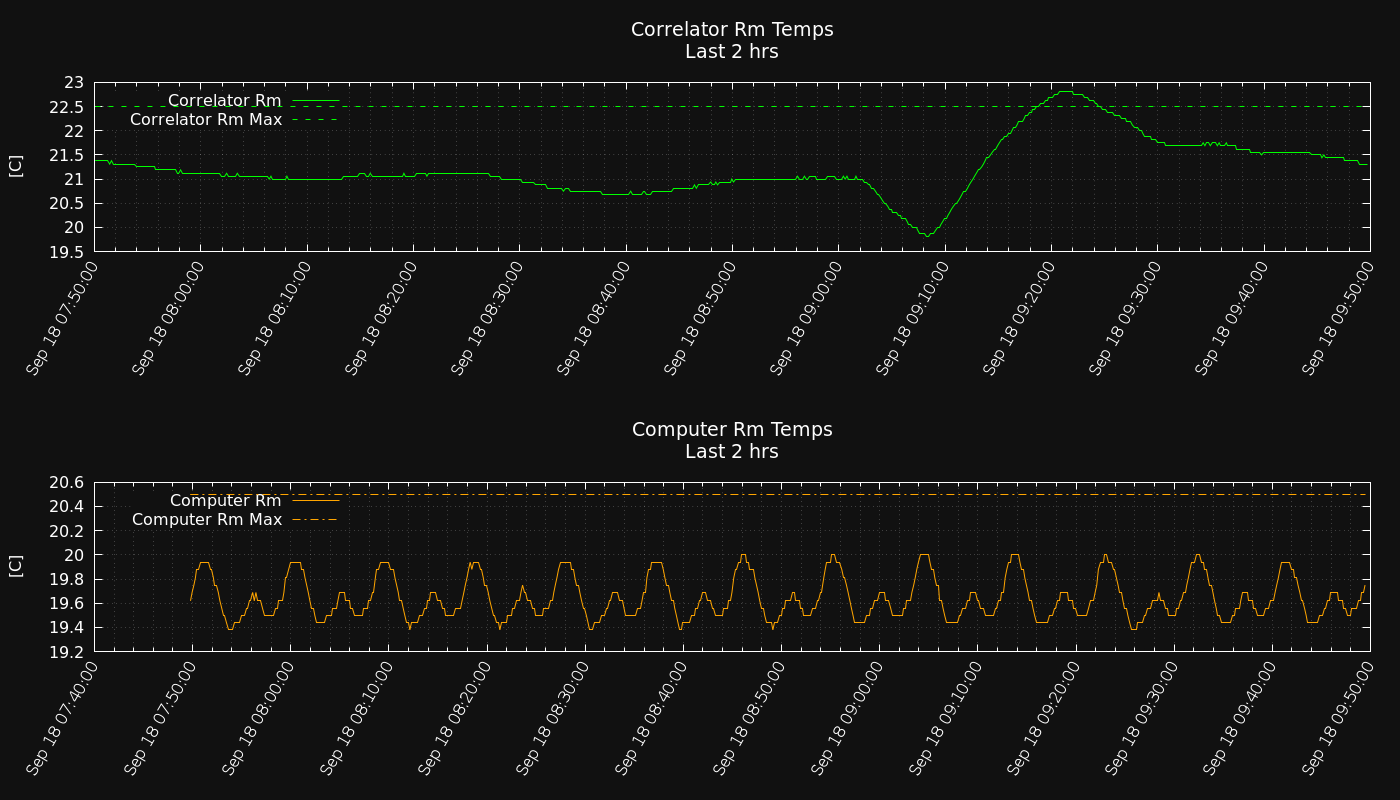 Correlator Rm Temps
Last 2 hrs
23
22.5
22
21.5
21
20.5
20
19.5
[C]
Correlator Rm
Correlator Rm Max
Sep 18 07:50:00
Sep 18 08:00:00
Sep 18 08:10:00
Sep 18 08:20:00
Sep 18 08:30:00
Sep 18 08:40:00
Sep 18 08:50:00
Sep 18 09:00:00
Sep 18 09:10:00
Sep 18 09:20:00
Sep 18 09:30:00
Sep 18 09:40:00
Sep 18 09:50:00
Computer Rm Temps
Last 2 hrs
20.6
20.4
20.2
20
19.8
19.6
19.4
19.2
[C]
Computer Rm
Computer Rm Max
Sep 18 07:40:00
Sep 18 07:50:00
Sep 18 08:00:00
Sep 18 08:10:00
Sep 18 08:20:00
Sep 18 08:30:00
Sep 18 08:40:00
Sep 18 08:50:00
Sep 18 09:00:00
Sep 18 09:10:00
Sep 18 09:20:00
Sep 18 09:30:00
Sep 18 09:40:00
Sep 18 09:50:00